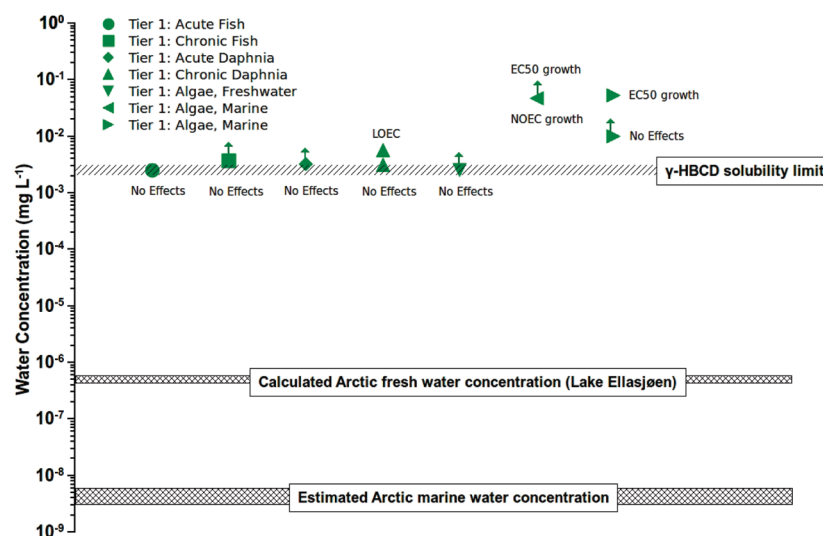 10⁰
10⁻¹
10⁻²
10⁻³
10⁻⁴
10⁻⁵
10⁻⁶
10⁻⁷
10⁻⁸
10⁻⁹
Water Concentration (mg L⁻¹)
Tier 1: Acute Fish
Tier 1: Chronic Fish
Tier 1: Acute Daphnia
Tier 1: Chronic Daphnia
Tier 1: Algae, Freshwater
Tier 1: Algae, Marine
Tier 1: Algae, Marine
EC50 growth
NOEC growth
EC50 growth
No Effects
LOEC
γ-HBCD solubility limit
No Effects
No Effects
No Effects
No Effects
No Effects
Calculated Arctic fresh water concentration (Lake Ellasjøen)
Estimated Arctic marine water concentration